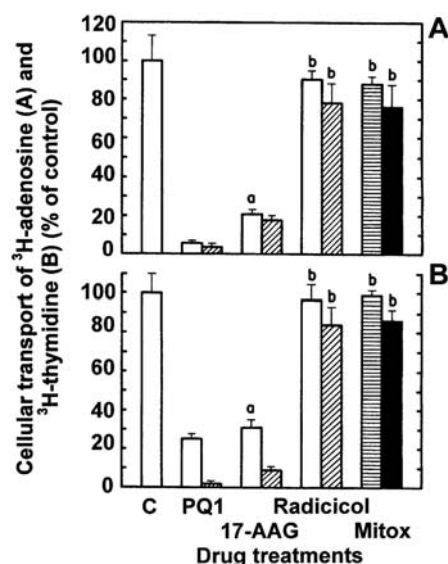 Cellular transport of ³H-adenosine (A) and
³H-thymidine (B) (% of control)
120
100
80
60
40
20
0
a
b
b
b
b
A
100
80
60
40
20
0
a
b
b
b
b
B
C PQ1 Radicicol
17-AAG Mitox
Drug treatments